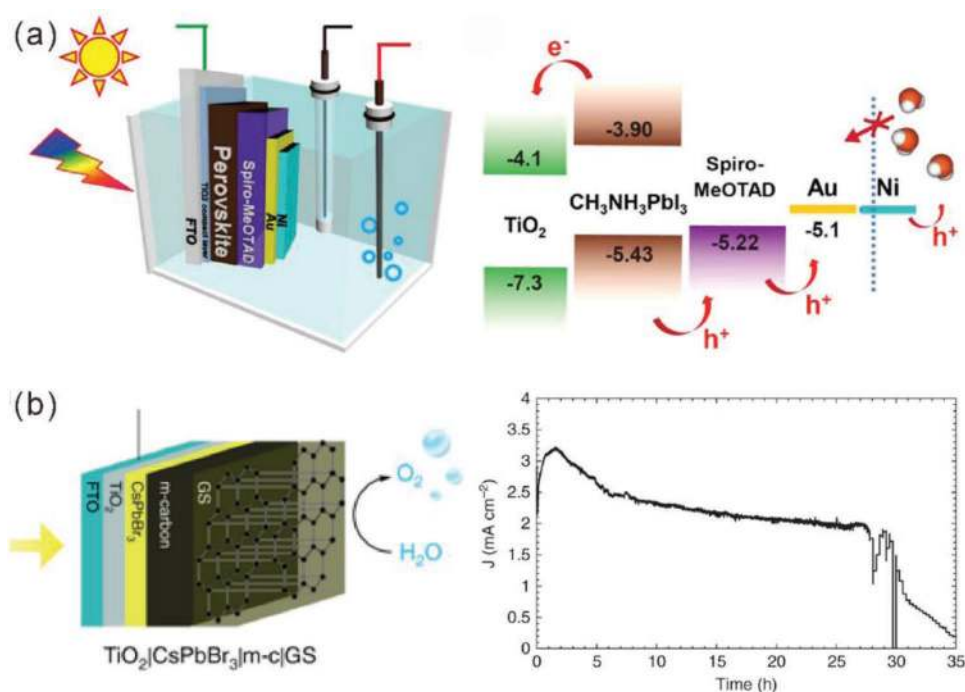 (a)
FTO
TiO2 compact layer
Perovskite
Spiro-MeOTAD
Au
Ni
e⁻
-4.1
-3.90
TiO₂
CH₃NH₃PbI₃
Spiro-
MeOTAD
Au
Ni
-7.3
-5.43
-5.22
-5.1
h⁺
h⁺
h⁺
(b)
FTO
TiO₂
CsPbBr₃
m-carbon
GS
O₂
H₂O
TiO₂|CsPbBr₃|m-c|GS
J (mA cm⁻²)
4
3.5
3
2.5
2
1.5
1
0.5
0
0
5
10
15
20
25
30
35
Time (h)